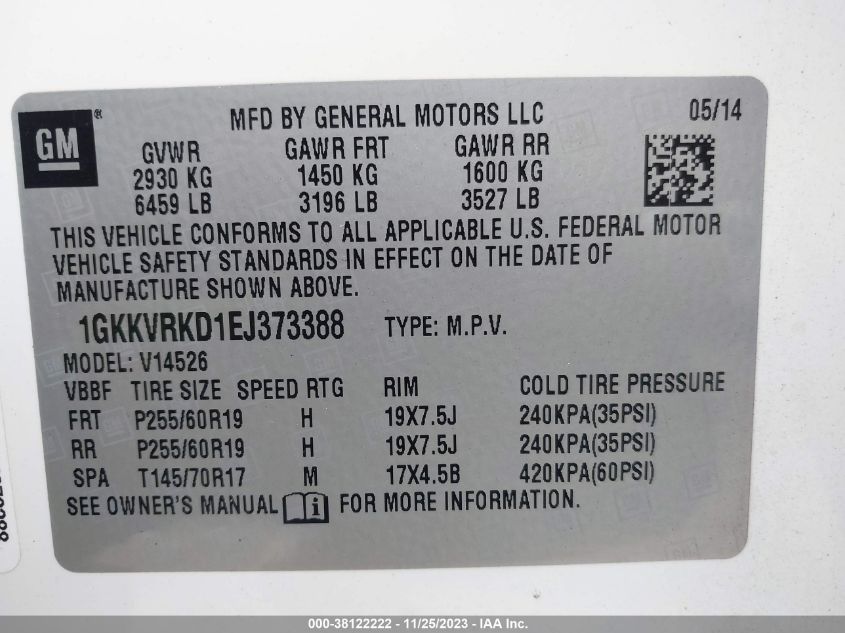 GM ®
MFD BY GENERAL MOTORS LLC 05/14
GVWR GAWR FRT GAWR RR
2930 KG 1450 KG 1600 KG
6459 LB 3196 LB 3527 LB
THIS VEHICLE CONFORMS TO ALL APPLICABLE U.S. FEDERAL MOTOR
VEHICLE SAFETY STANDARDS IN EFFECT ON THE DATE OF
MANUFACTURE SHOWN ABOVE.
1GKKVRKD1EJ373388 TYPE: M.P.V.
MODEL: V14526
VBBF TIRE SIZE SPEED RTG RIM COLD TIRE PRESSURE
FRT P255/60R19 H 19X7.5J 240KPA(35PSI)
RR P255/60R19 H 19X7.5J 240KPA(35PSI)
SPA T145/70R17 M 17X4.5B 420KPA(60PSI)
SEE OWNER'S MANUAL i FOR MORE INFORMATION.
000-38122222 - 11/25/2023 - IAA Inc.